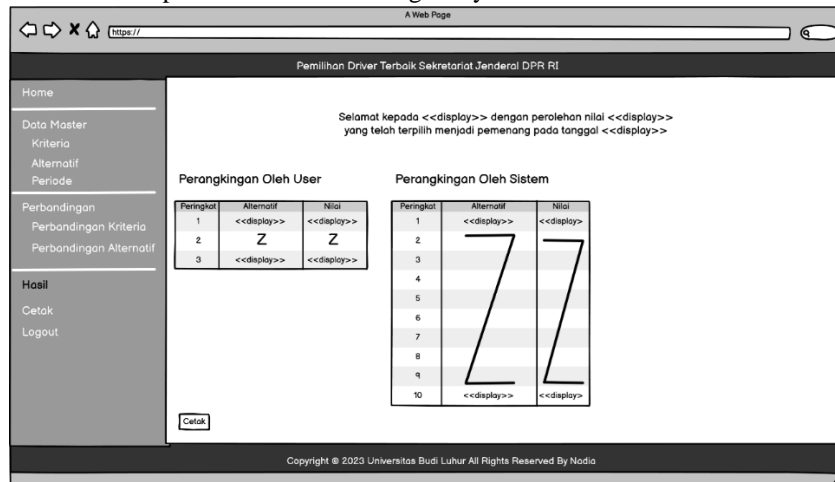 A Web Page
https://
Pemilihan Driver Terbaik Sekretariat Jenderal DPR RI
Home
Data Master
Kriteria
Alternatif
Periode
Perbandingan
Perbandingan Kriteria
Perbandingan Alternatif
Hasil
Cetak
Logout
Selamat kepada <<display>> dengan perolehan nilai <<display>>
yang telah terpilih menjadi pemenang pada tanggal <<display>>
Perangkingan Oleh User
Peringkat Alternatif Nilai
1 <<display>> <<display>>
2 Z Z
3 <<display>> <<display>>
Perangkingan Oleh Sistem
Peringkat Alternatif Nilai
1 <<display>> <<display>
2
3
4
5
6
7
8
9
10 <<display>> <<display>
Cetak
Copyright © 2023 Universitas Budi Luhur All Rights Reserved By Nadia